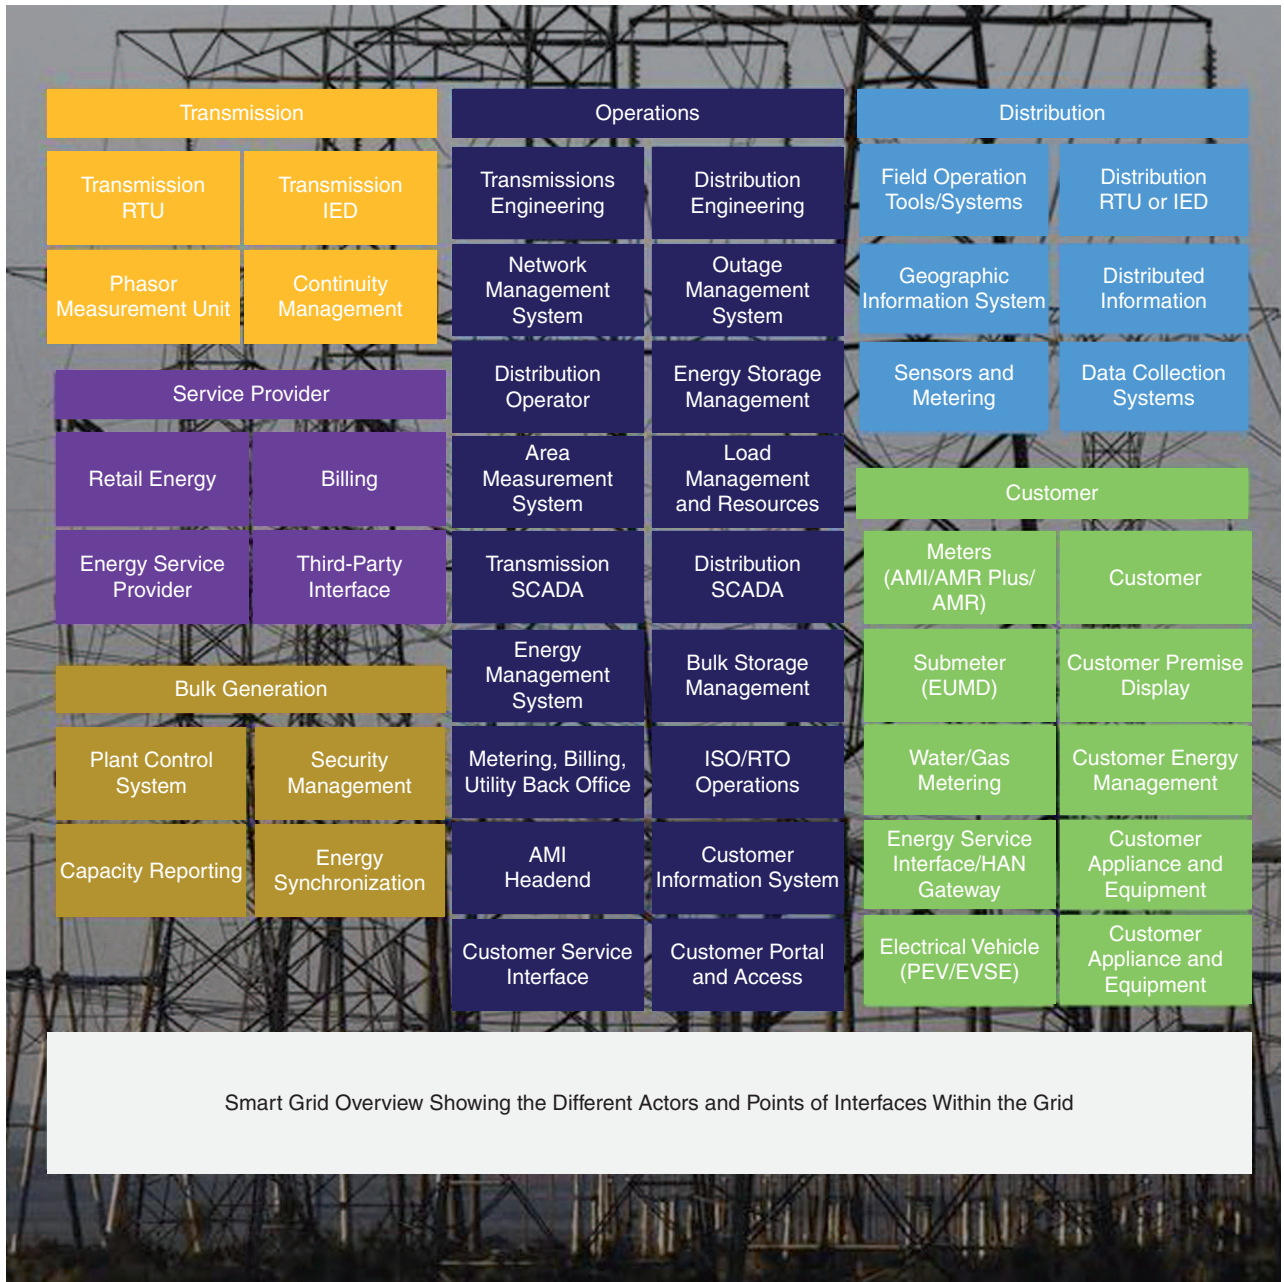 Transmission
Transmission
RTU
Transmission
IED
Phasor
Measurement Unit
Continuity
Management
Service Provider
Retail Energy
Billing
Energy Service
Provider
Third-Party
Interface
Bulk Generation
Plant Control
System
Security
Management
Capacity Reporting
Energy
Synchronization
Operations
Transmissions
Engineering
Distribution
Engineering
Network
Management
System
Outage
Management
System
Distribution
Operator
Energy Storage
Management
Area
Measurement
System
Load
Management
and Resources
Transmission
SCADA
Distribution
SCADA
Energy
Management
System
Bulk Storage
Management
Metering, Billing,
Utility Back Office
ISO/RTO
Operations
AMI
Headend
Customer
Information System
Customer Service
Interface
Customer Portal
and Access
Distribution
Field Operation
Tools/Systems
Distribution
RTU or IED
Geographic
Information System
Distributed
Information
Sensors and
Metering
Data Collection
Systems
Customer
Meters
(AMI/AMR Plus/
AMR)
Customer
Submeter
(EUMD)
Customer Premise
Display
Water/Gas
Metering
Customer Energy
Management
Energy Service
Interface/HAN
Gateway
Customer
Appliance and
Equipment
Electrical Vehicle
(PEV/EVSE)
Customer
Appliance and
Equipment
Smart Grid Overview Showing the Different Actors and Points of Interfaces Within the Grid